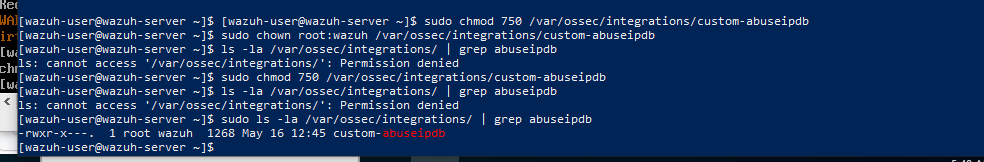 Rec
[wazuh-user@wazuh-server ~]$ [wazuh-user@wazuh-server ~]$ sudo chmod 750 /var/ossec/integrations/custom-abuseipdb
[wazuh-user@wazuh-server ~]$ sudo chown root:wazuh /var/ossec/integrations/custom-abuseipdb
[wazuh-user@wazuh-server ~]$ ls -la /var/ossec/integrations/ | grep abuseipdb
ls: cannot access '/var/ossec/integrations/': Permission denied
[wazuh-user@wazuh-server ~]$ sudo chmod 750 /var/ossec/integrations/custom-abuseipdb
[wazuh-user@wazuh-server ~]$ ls -la /var/ossec/integrations/ | grep abuseipdb
ls: cannot access '/var/ossec/integrations/': Permission denied
[wazuh-user@wazuh-server ~]$ sudo ls -la /var/ossec/integrations/ | grep abuseipdb
-rwxr-x---.  1 root wazuh  1268 May 16 12:45 custom-abuseipdb
[wazuh-user@wazuh-server ~]$